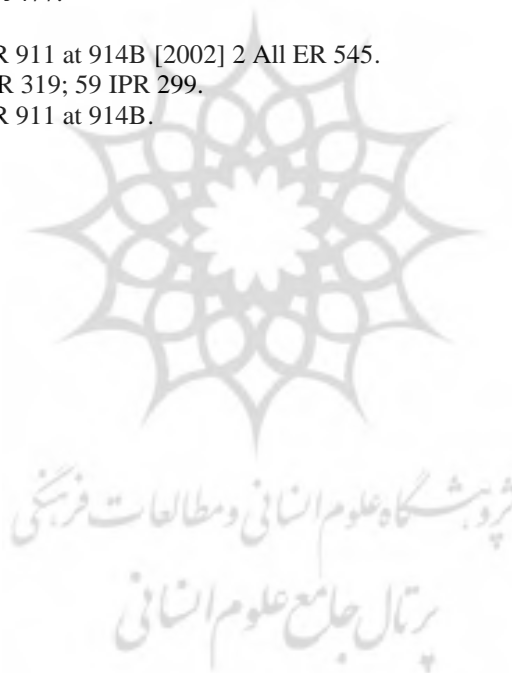 R 911 at 914B [2002] 2 All ER 545.
R 319; 59 IPR 299.
R 911 at 914B.
پژوهشگاه علوم انسانی و مطالعات فرهنگی
پرتال جامع علوم انسانی